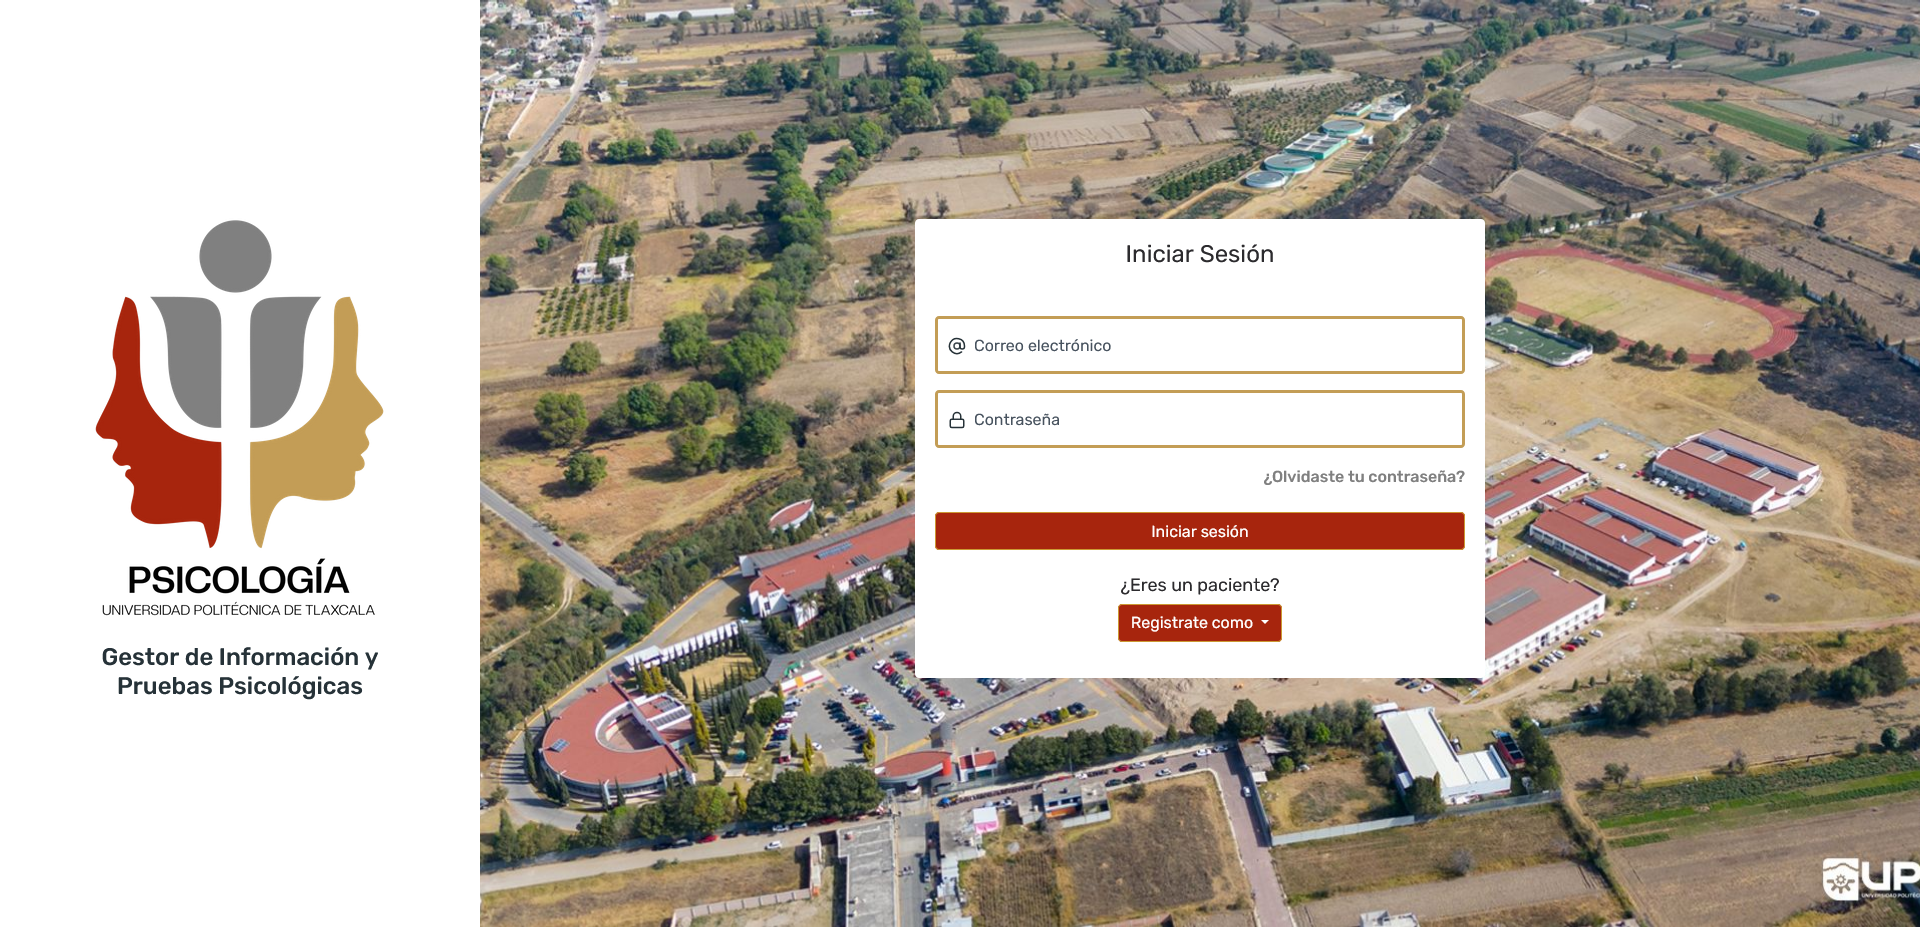 PSICOLOGÍA
UNIVERSIDAD POLITÉCNICA DE TLAXCALA
Gestor de Información y
Pruebas Psicológicas
Iniciar Sesión
Correo electrónico
Contraseña
¿Olvidaste tu contraseña?
Iniciar sesión
¿Eres un paciente?
Registrate como
UP